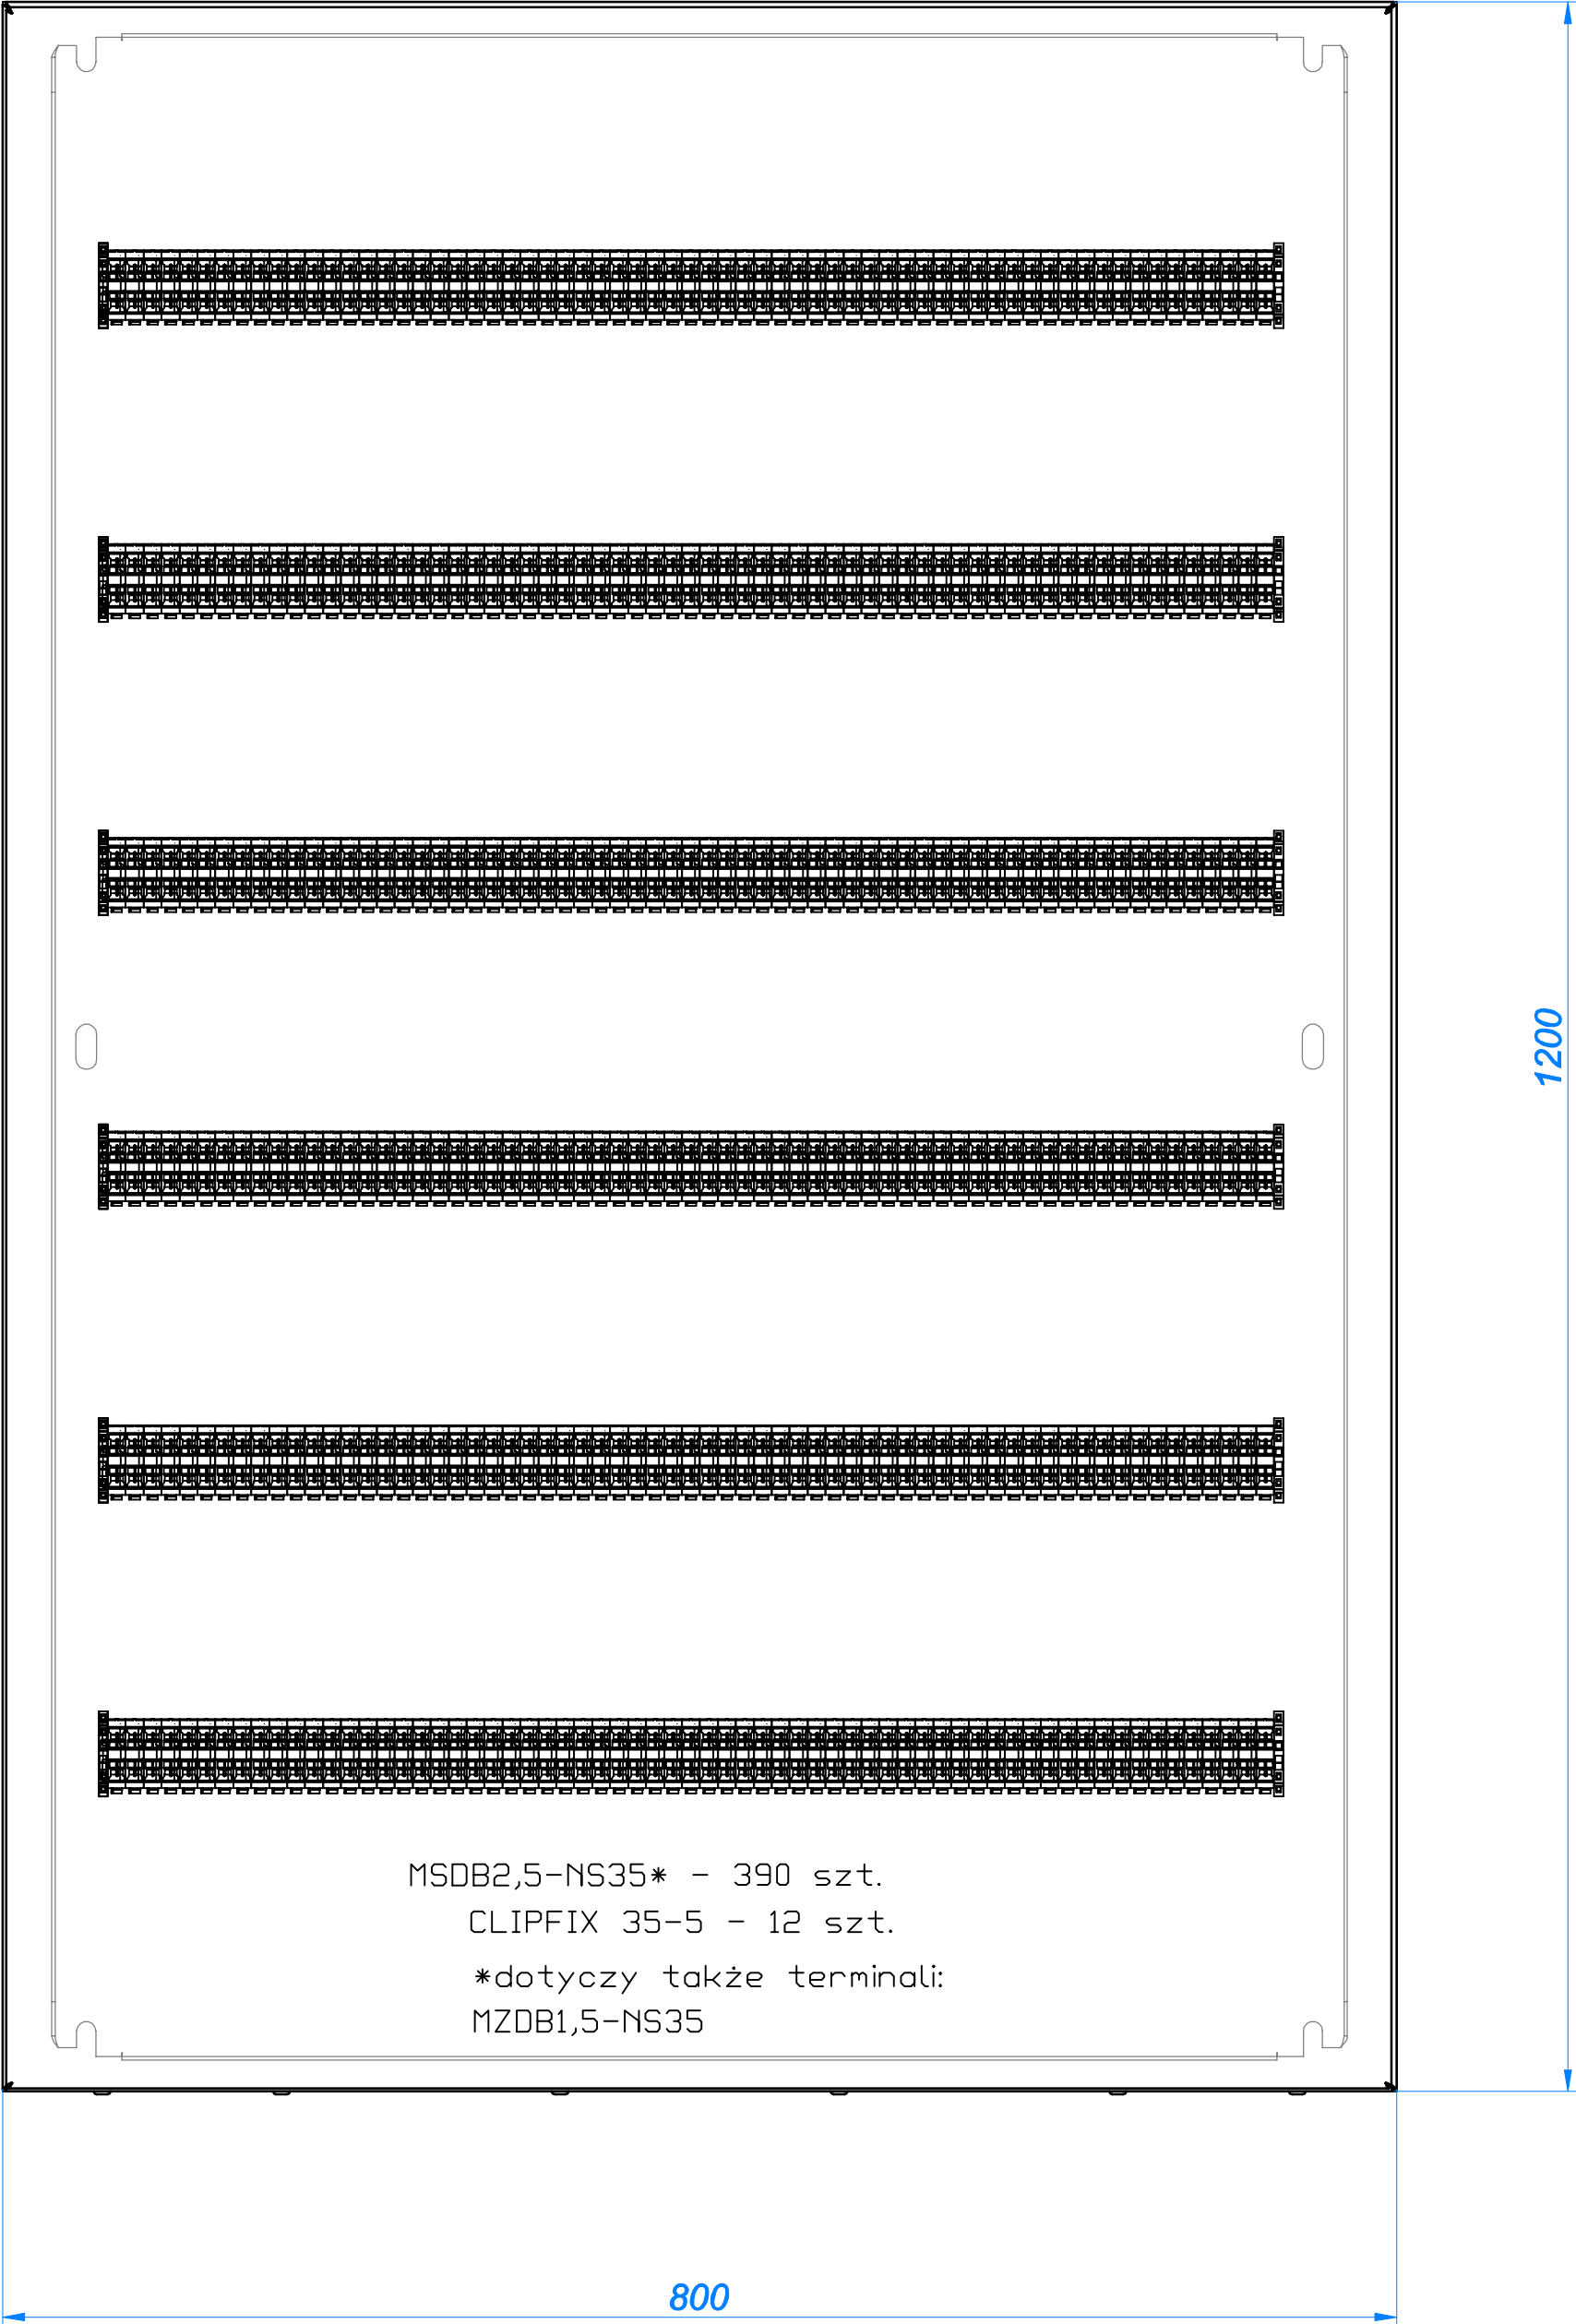 1200
MSDB2,5-NS35* - 390 szt.
CLIPFIX 35-5 - 12 szt.
*dotyczy także terminali:
MZDB1,5-NS35
800